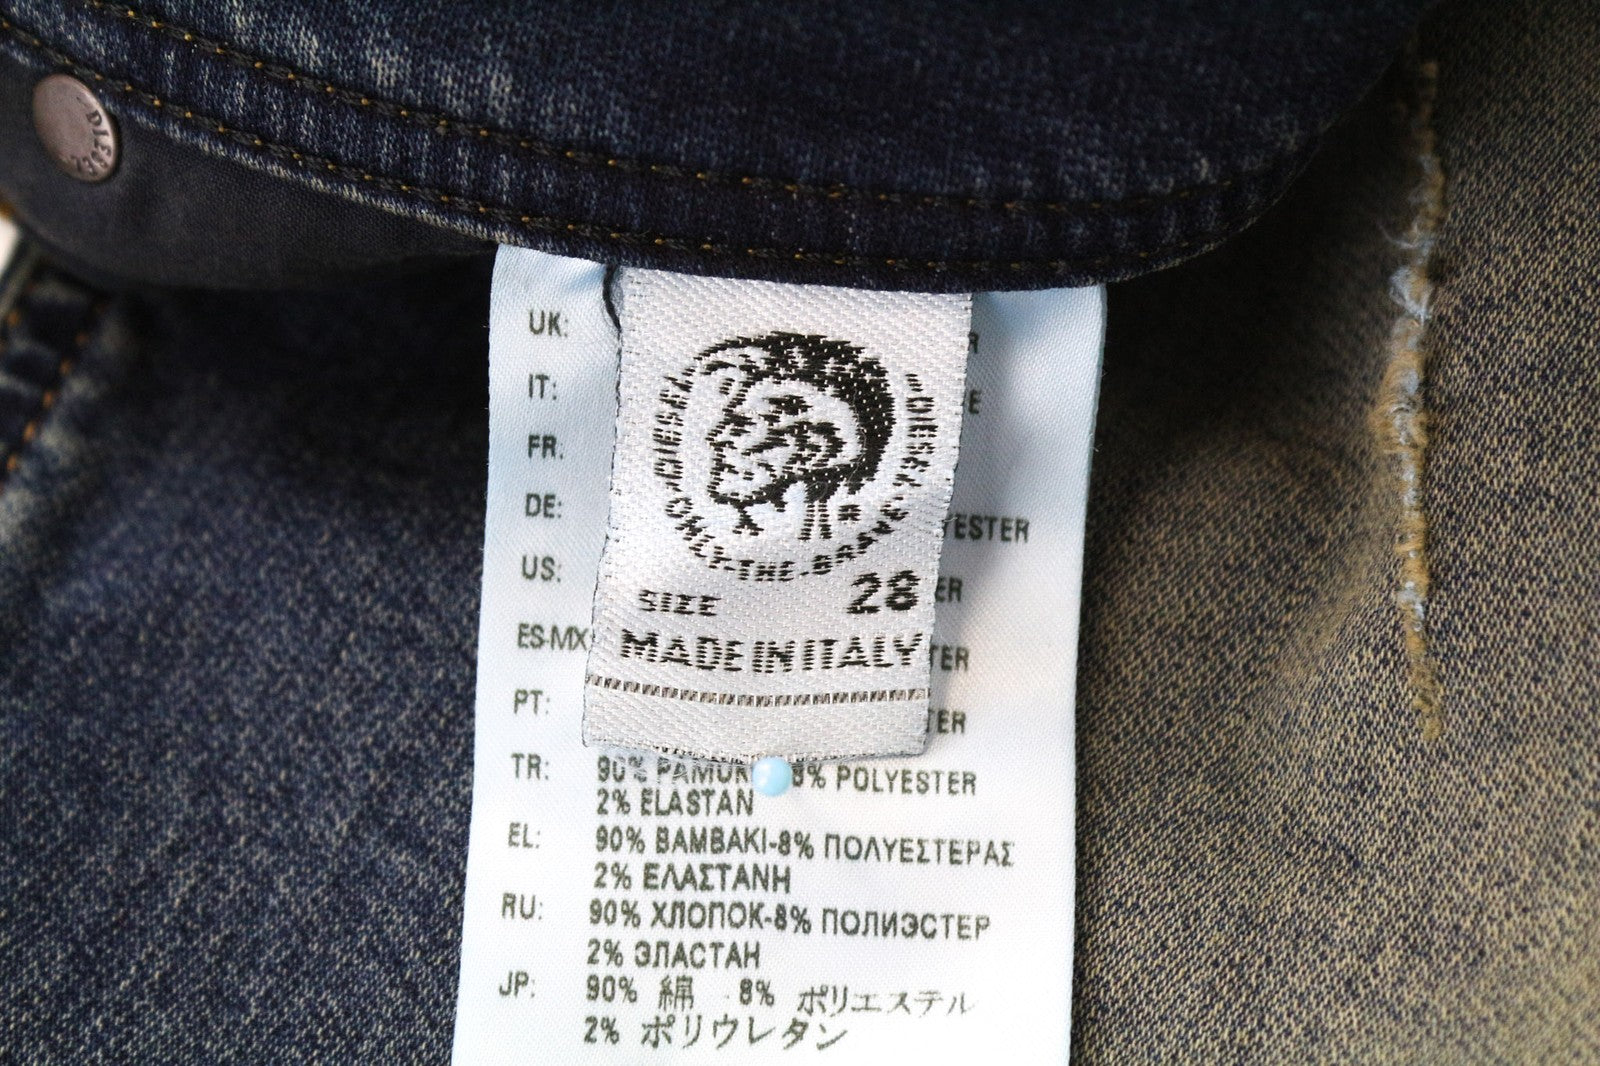 DIESEL
UK:
IT:
FR:
DE:
US:
ES-MX
PT:
"DIESEL"
"DIESEL"
ONLY-THE-BRAVE
SIZE 28
MADE IN ITALY
R
E
YESTER
ER
TER
TER
TR: 90% PAMUK 8% POLYESTER
2% ELASTAN
EL: 90% BAMBAKI-8% ΠΟΛΥΕΣΤΕΡΑΣ
2% ΕΛΑΣΤΑΝΗ
RU: 90% ХЛОПОК-8% ПОЛИЭСТЕР
2% ЭЛАСТАН
JP: 90% 綿 8% ポリエステル
2% ポリウレタン